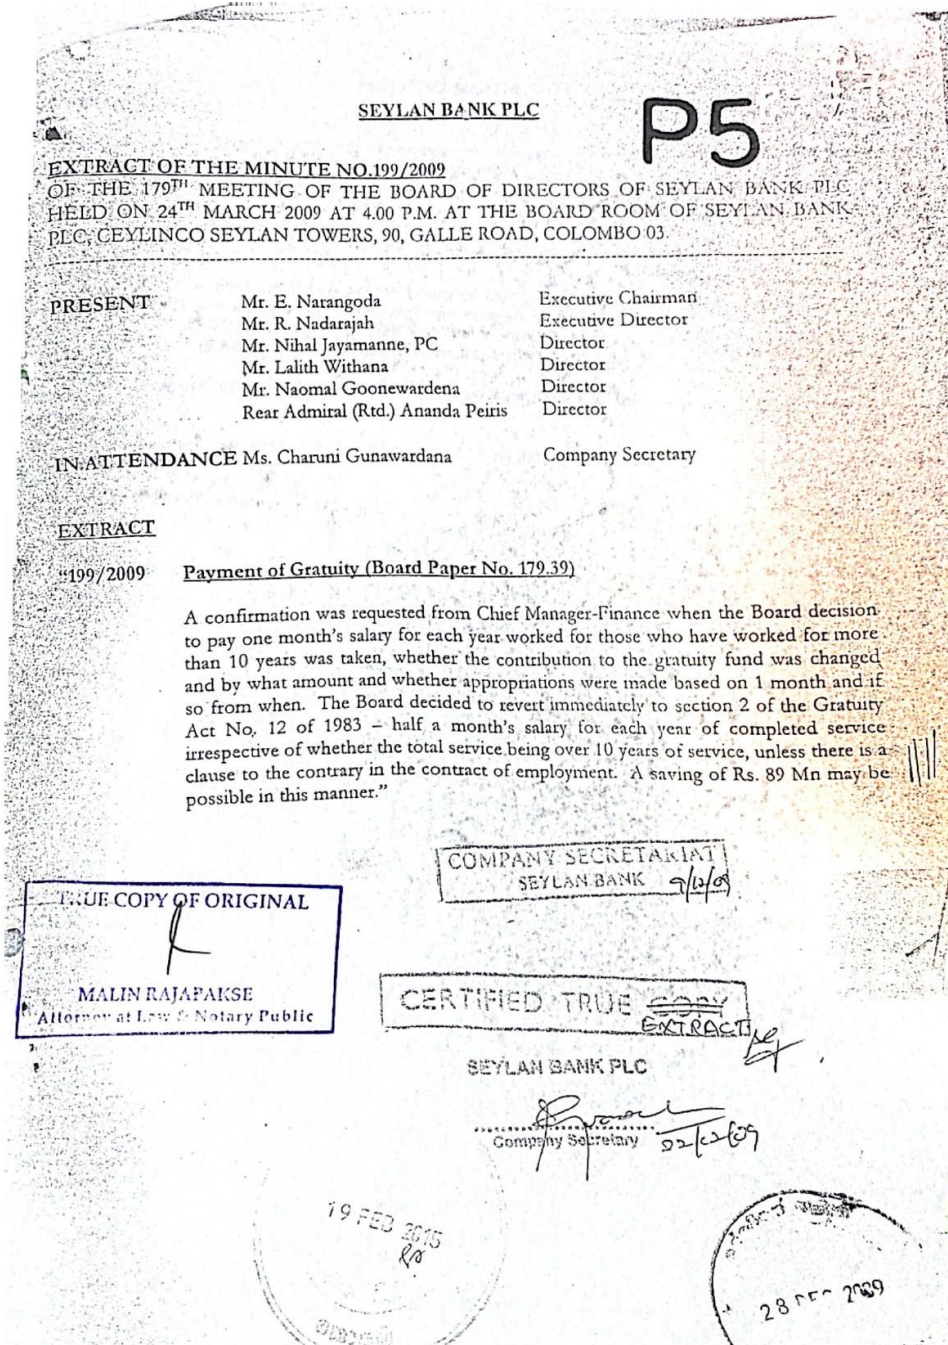 SEYLAN BANK PLC
P5
EXTRACT OF THE MINUTE NO.199/2009
OF THE 179TH MEETING OF THE BOARD OF DIRECTORS OF SEYLAN BANK PLC
HELD ON 24TH MARCH 2009 AT 4.00 P.M. AT THE BOARD ROOM OF SEYLAN BANK
PLC, CEYLINCO SEYLAN TOWERS, 90, GALLE ROAD, COLOMBO 03.
PRESENT Mr. E. Narangoda Executive Chairman
Mr. R. Nadarajah Executive Director
Mr. Nihal Jayamanne, PC Director
Mr. Lalith Withana Director
Mr. Naomal Goonewardena Director
Rear Admiral (Rtd.) Ananda Peiris Director
IN ATTENDANCE Ms. Charuni Gunawardana Company Secretary
EXTRACT
"199/2009 Payment of Gratuity (Board Paper No. 179.39)
A confirmation was requested from Chief Manager-Finance when the Board decision
to pay one month's salary for each year worked for those who have worked for more
than 10 years was taken, whether the contribution to the gratuity fund was changed
and by what amount and whether appropriations were made based on 1 month and if
so from when. The Board decided to revert immediately to section 2 of the Gratuity
Act No. 12 of 1983 – half a month's salary for each year of completed service
irrespective of whether the total service being over 10 years of service, unless there is a
clause to the contrary in the contract of employment. A saving of Rs. 89 Mn may be
possible in this manner."
COMPANY SECRETARIAT
SEYLAN BANK
TRUE COPY OF ORIGINAL
MALIN RAJAPAKSE
Attorney at Law & Notary Public
CERTIFIED TRUE COPY
EXTRACT
SEYLAN BANK PLC
Company Secretary
19 FEB 2015
28 2009